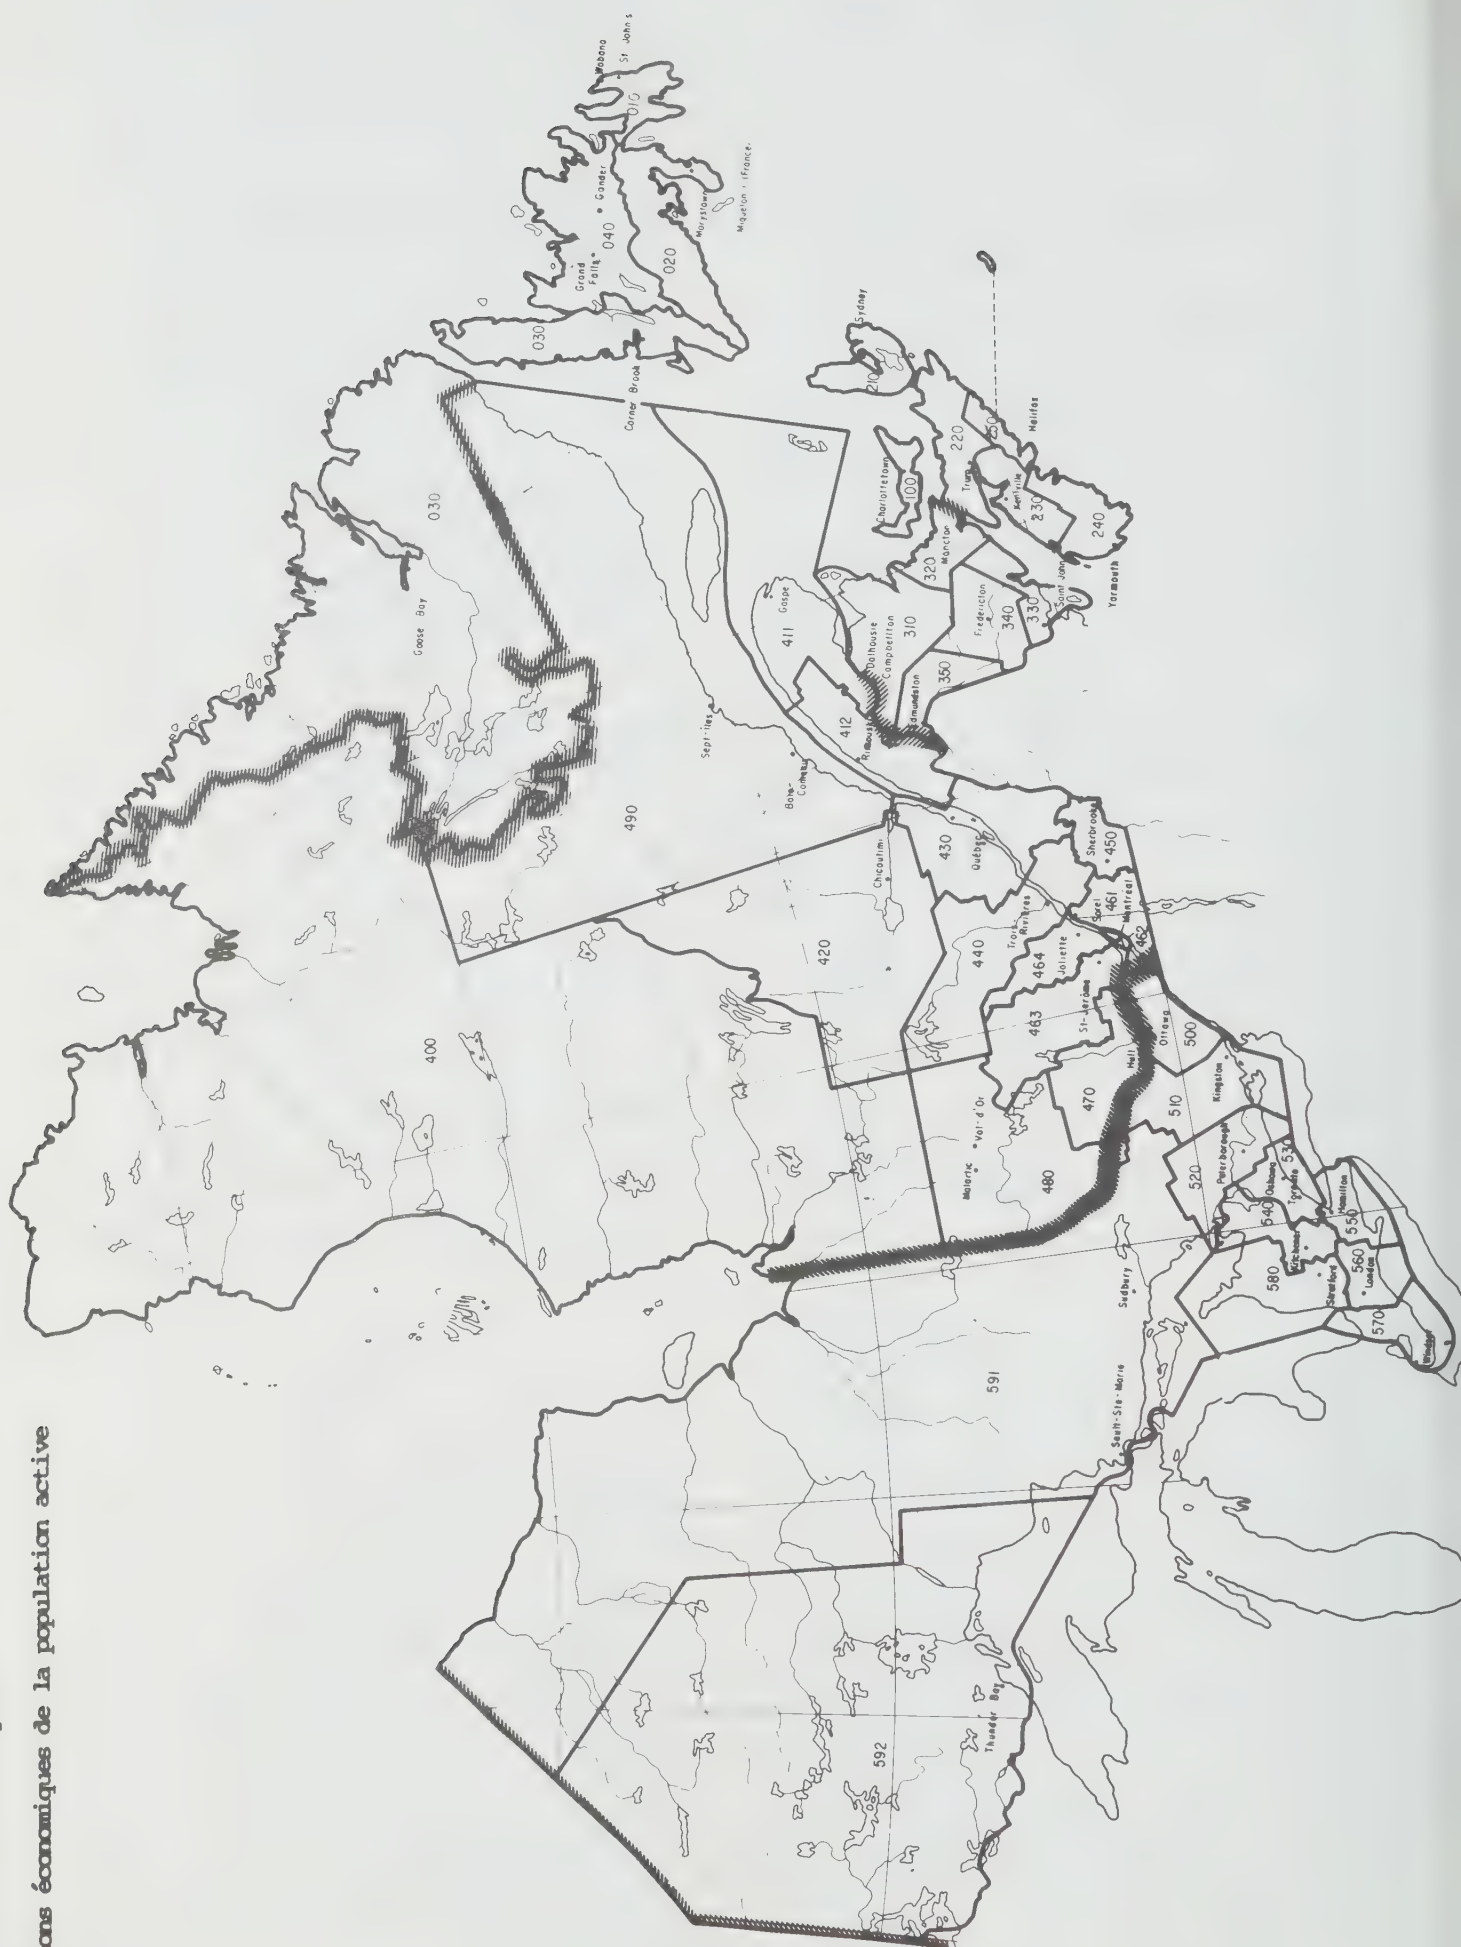 ons économiques de la population active
Wabana
St John's
010
Gander
040
Grand
Falls
020
Marystown
Miquelon (France)
030
Corner Brook
030
Goose Bay
Sydney
210
Charlottetown
100
220
250
Halifax
Truro
Kentville
230
240
Yarmouth
320
Moncton
Saint John
330
Fredericton
340
310
Dalhousie
Campbellton
350
Edmundston
Gaspe
411
412
Rimouski
Sept-Iles
Baie-
Comeau
490
400
420
Chicoutimi
430
Québec
Sherbrooke
450
440
Trois-
Rivières
Sorel
461
Montréal
462
464
Joliette
463
St-Jérôme
Hull
Ottawa
500
470
Val-d'Or
Malartic
480
510
Kingston
520
Peterborough
Oshawa
530
Toronto
540
Hamilton
550
Kitchener
580
Stratford
560
London
570
Windsor
Sudbury
591
Sault-Ste-Marie
592
Thunder Bay